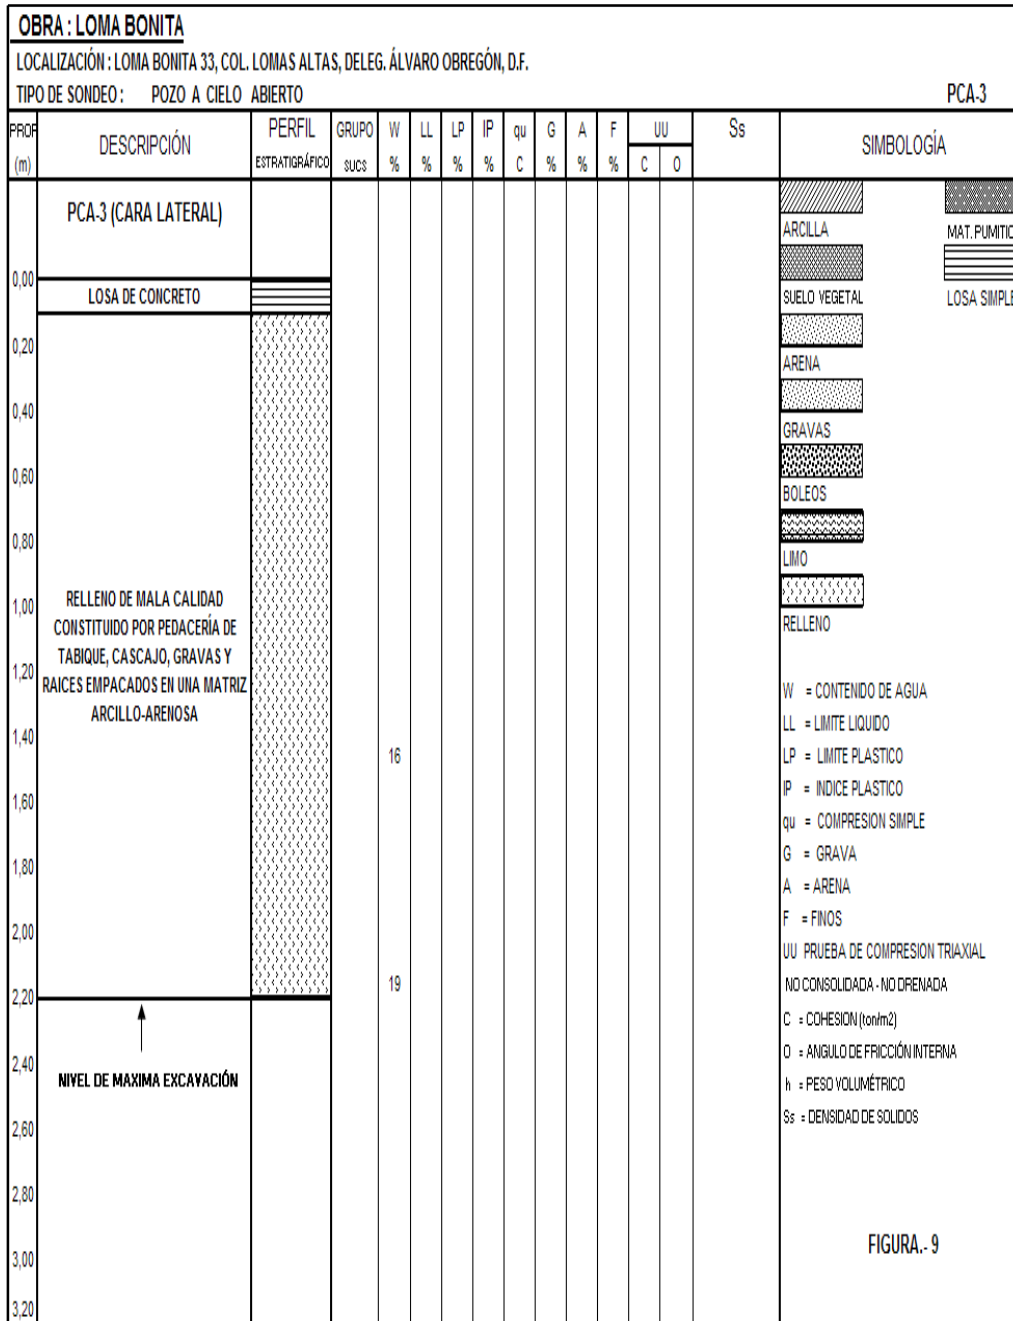 OBRA : LOMA BONITA
LOCALIZACIÓN : LOMA BONITA 33, COL. LOMAS ALTAS, DELEG. ÁLVARO OBREGÓN, D.F.
TIPO DE SONDEO : POZO A CIELO ABIERTO PCA-3
PROF DESCRIPCIÓN PERFIL GRUPO W LL LP IP qu G A F UU Ss SIMBOLOGÍA
(m) ESTRATIGRÁFICO SUCS % % % % C % % % C O
PCA-3 (CARA LATERAL)
ARCILLA MAT. PUMITIC
0,00
LOSA DE CONCRETO
SUELO VEGETAL LOSA SIMPLE
0,20
ARENA
0,40
GRAVAS
0,60
BOLEOS
0,80
LIMO
RELLENO DE MALA CALIDAD
1,00
CONSTITUIDO POR PEDACERÍA DE
RELLENO
TABIQUE, CASCAJO, GRAVAS Y
1,20
RAICES EMPACADOS EN UNA MATRIZ
W = CONTENIDO DE AGUA
ARCILLO-ARENOSA
LL = LIMITE LIQUIDO
1,40
16
LP = LIMITE PLASTICO
IP = INDICE PLASTICO
1,60
qu = COMPRESION SIMPLE
G = GRAVA
1,80
A = ARENA
F = FINOS
2,00
UU PRUEBA DE COMPRESION TRIAXIAL
19
NO CONSOLIDADA - NO DRENADA
2,20
C = COHESION (ton/m2)
O = ANGULO DE FRICCIÓN INTERNA
2,40
NIVEL DE MAXIMA EXCAVACIÓN
h = PESO VOLUMÉTRICO
Ss = DENSIDAD DE SOLIDOS
2,60
2,80
FIGURA.- 9
3,00
3,20